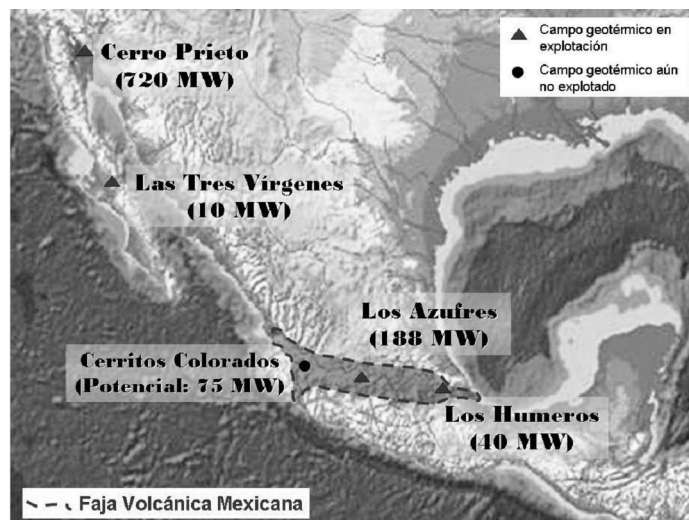 Cerro Prieto
(720 MW)
Campo geotérmico en
explotación
Campo geotérmico aún
no explotado
Las Tres Vírgenes
(10 MW)
Los Azufres
(188 MW)
Cerritos Colorados
(Potencial: 75 MW)
Los Humeros
(40 MW)
Faja Volcánica Mexicana